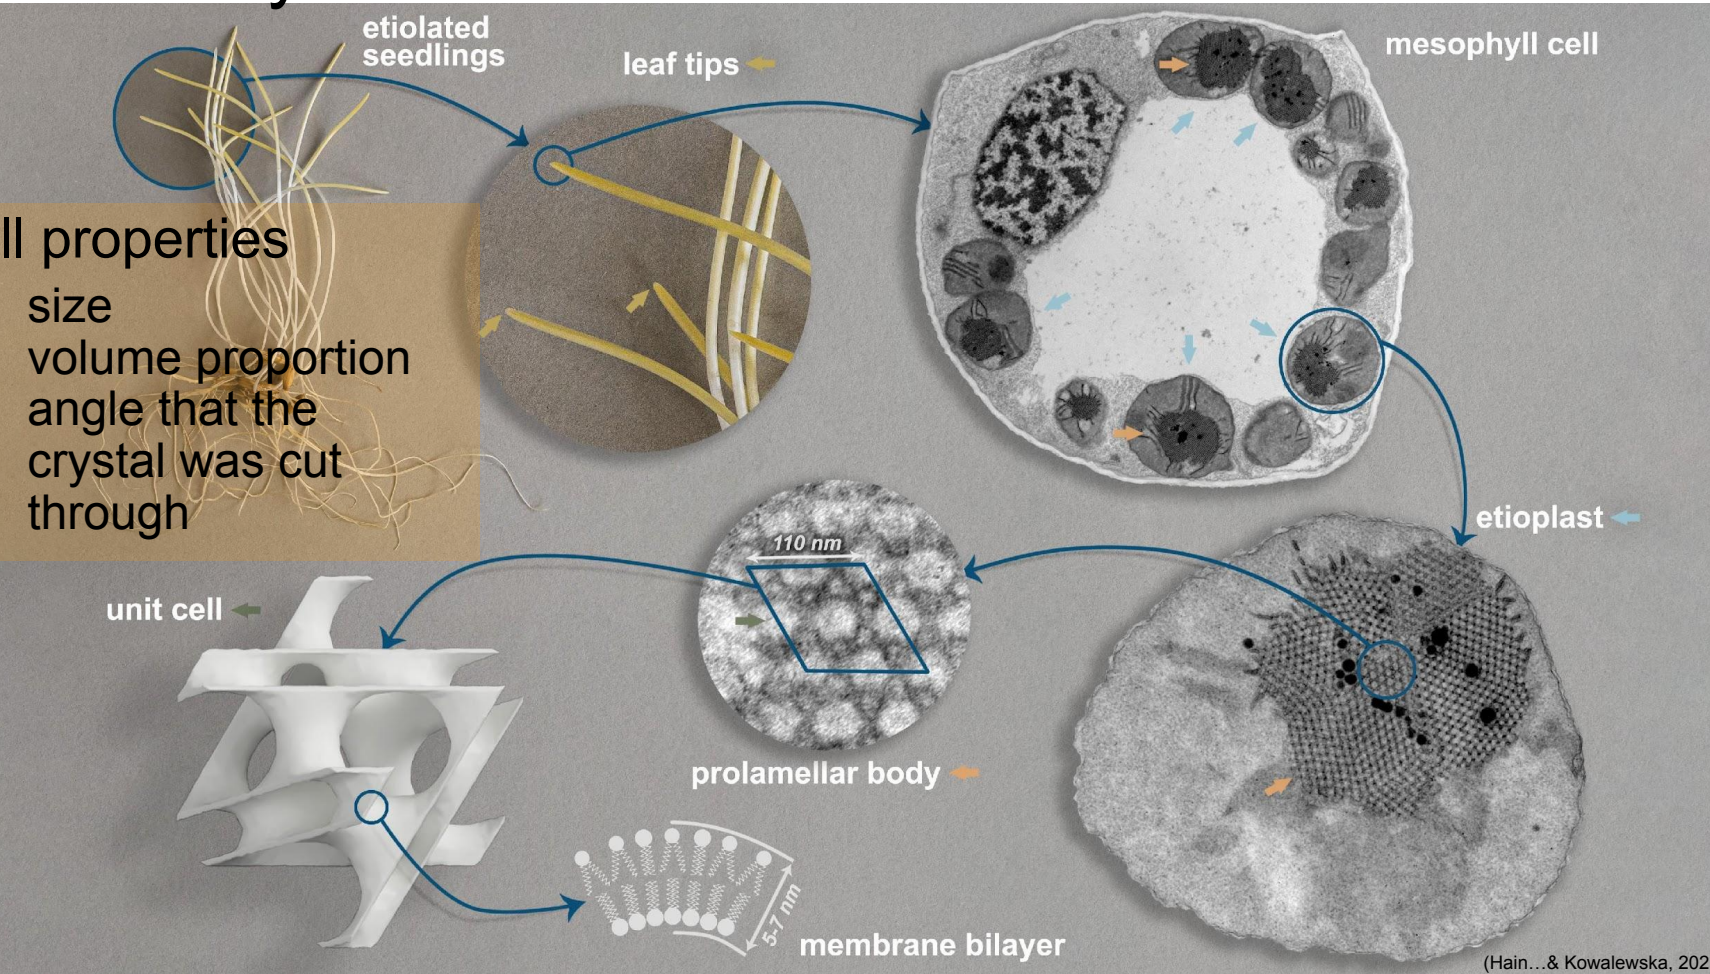 etiolated
seedlings
leaf tips
mesophyll cell
ll properties
size
volume proportion
angle that the
crystal was cut
through
110 nm
etioplast
unit cell
prolamellar body
5-7 nm
membrane bilayer
(Hain…& Kowalewska, 202